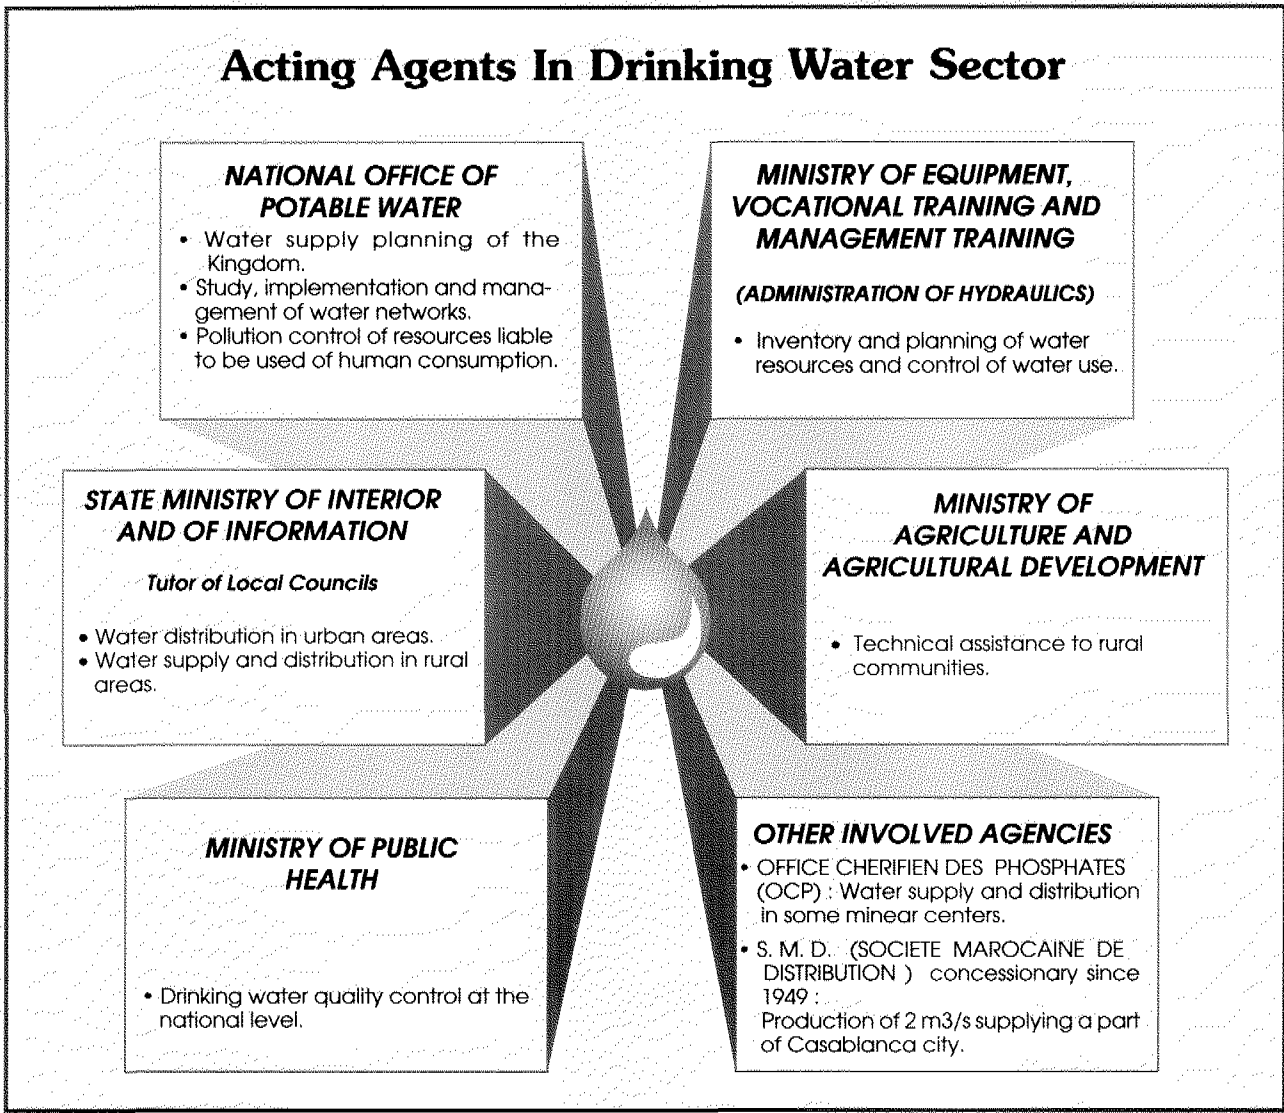 Acting Agents In Drinking Water Sector
NATIONAL OFFICE OF
POTABLE WATER
• Water supply planning of the
Kingdom.
• Study, implementation and mana-
gement of water networks.
• Pollution control of resources liable
to be used of human consumption.
MINISTRY OF EQUIPMENT,
VOCATIONAL TRAINING AND
MANAGEMENT TRAINING
(ADMINISTRATION OF HYDRAULICS)
• Inventory and planning of water
resources and control of water use.
STATE MINISTRY OF INTERIOR
AND OF INFORMATION
Tutor of Local Councils
• Water distribution in urban areas.
• Water supply and distribution in rural
areas.
MINISTRY OF
AGRICULTURE AND
AGRICULTURAL DEVELOPMENT
• Technical assistance to rural
communities.
MINISTRY OF PUBLIC
HEALTH
• Drinking water quality control at the
national level.
OTHER INVOLVED AGENCIES
• OFFICE CHERIFIEN DES PHOSPHATES
(OCP) : Water supply and distribution
in some minear centers.
• S. M. D. (SOCIETE MAROCAINE DE
DISTRIBUTION ) concessionary since
1949 :
Production of 2 m3/s supplying a part
of Casablanca city.